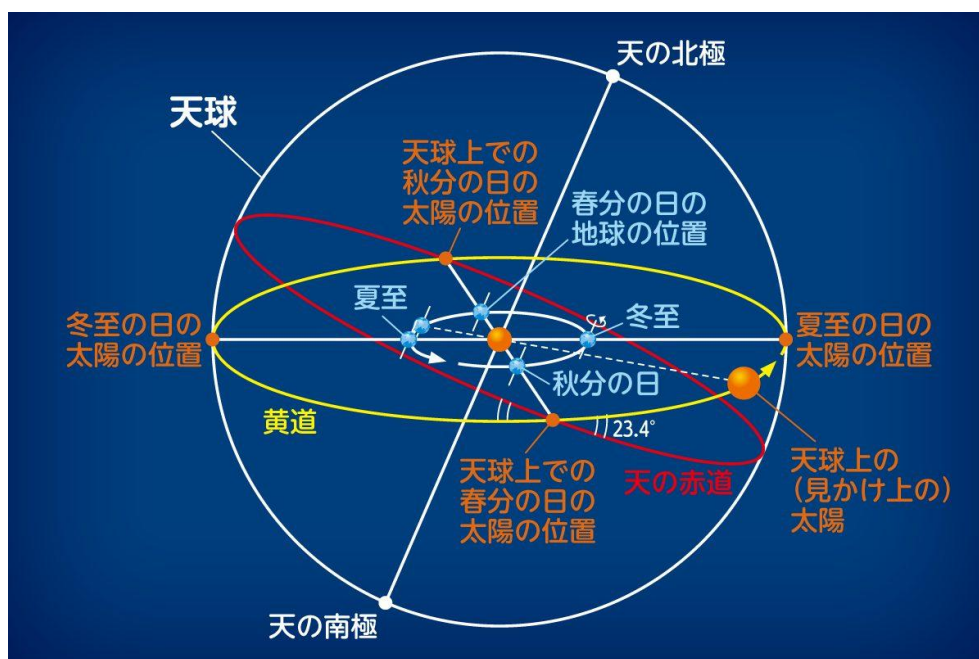 天の北極
天球
天球上での
秋分の日の
太陽の位置
春分の日の
地球の位置
夏至
冬至
冬至の日の
太陽の位置
夏至の日の
太陽の位置
秋分の日
黄道
23.4°
天の赤道
天球上での
春分の日の
太陽の位置
天球上の
(見かけ上の)
太陽
天の南極